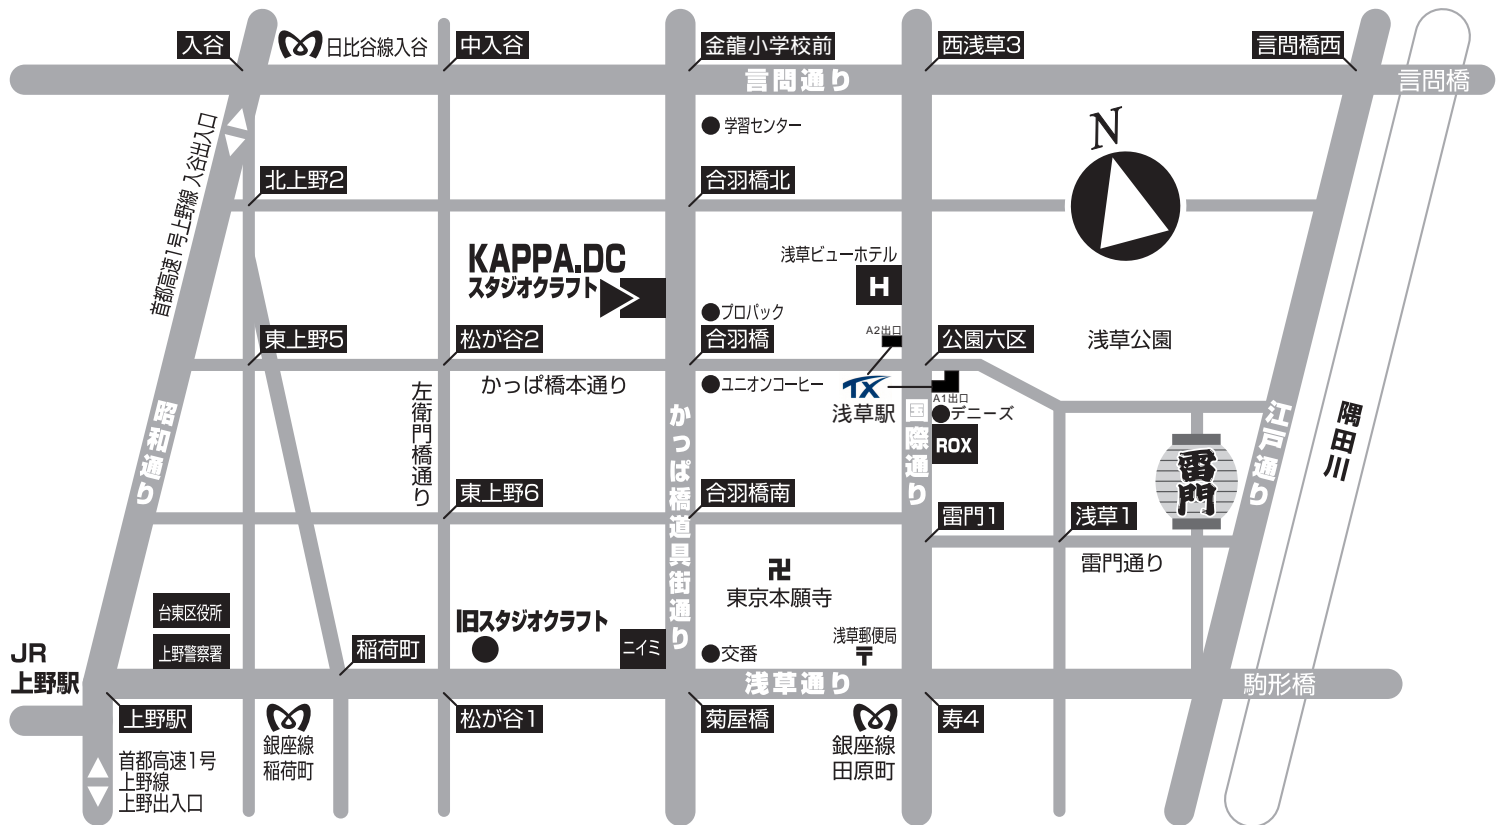 入谷
日比谷線入谷
中入谷
金龍小学校前
西浅草3
言問橋西
言問通り
言問橋
学習センター
N
首都高速1号上野線 入谷出入口
北上野2
合羽橋北
KAPPA.DC
スタジオクラフト
浅草ビューホテル
H
プロパック
A2出口
東上野5
松が谷2
合羽橋
公園六区
浅草公園
かっぱ橋本通り
ユニオンコーヒー
TX
浅草駅
A1出口
デニーズ
ROX
左衛門橋通り
昭和通り
かっぱ橋道具街通り
国際通り
江戸通り
隅田川
雷門
東上野6
合羽橋南
雷門1
浅草1
雷門通り
卍
東京本願寺
台東区役所
上野警察署
旧スタジオクラフト
ニイミ
交番
浅草郵便局
〒
稲荷町
JR
上野駅
浅草通り
駒形橋
上野駅
松が谷1
菊屋橋
寿4
首都高速1号
上野線
上野出入口
銀座線
稲荷町
銀座線
田原町